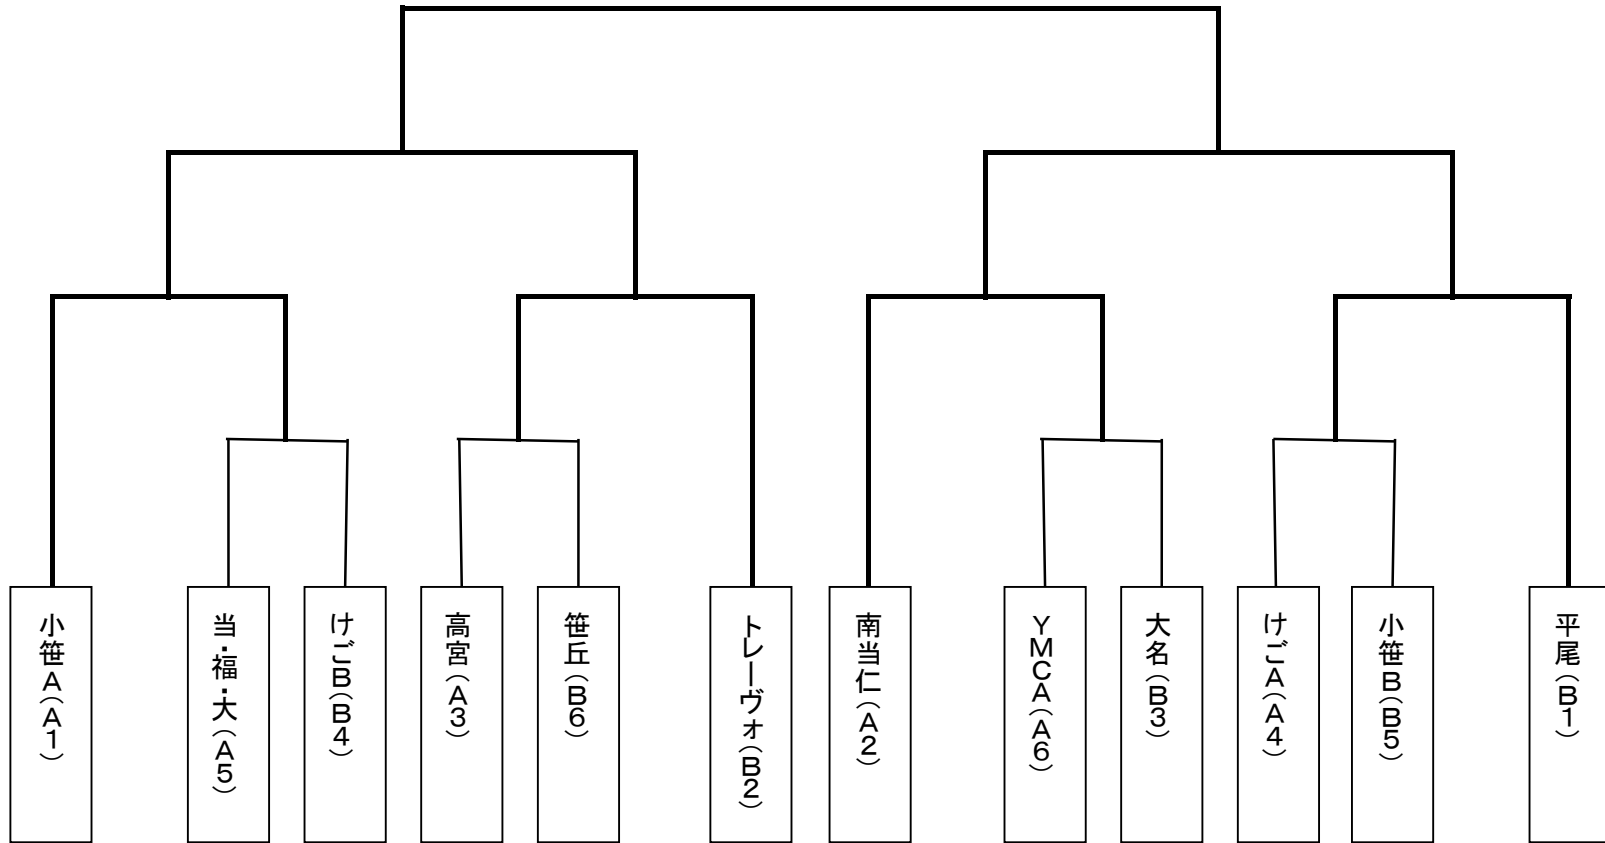 小笹A(A1)
当・福・大(A5)
けごB(B4)
高宮(A3)
笹丘(B6)
トレーヴォ(B2)
南当仁(A2)
YMCA(A6)
大名(B3)
けごA(A4)
小笹B(B5)
平尾(B1)